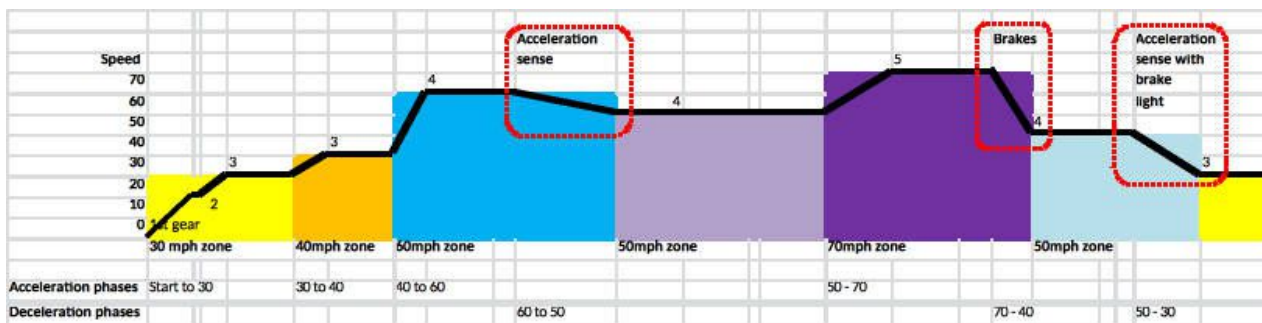 Acceleration
sense
Brakes
Acceleration
sense with
brake
light
Speed
70
60
50
40
30
20
10
0
1st gear
2
3
3
4
4
5
4
3
30 mph zone
40mph zone
60mph zone
50mph zone
70mph zone
50mph zone
Acceleration phases
Start to 30
30 to 40
40 to 60
50 - 70
Deceleration phases
60 to 50
70 - 40
50 - 30